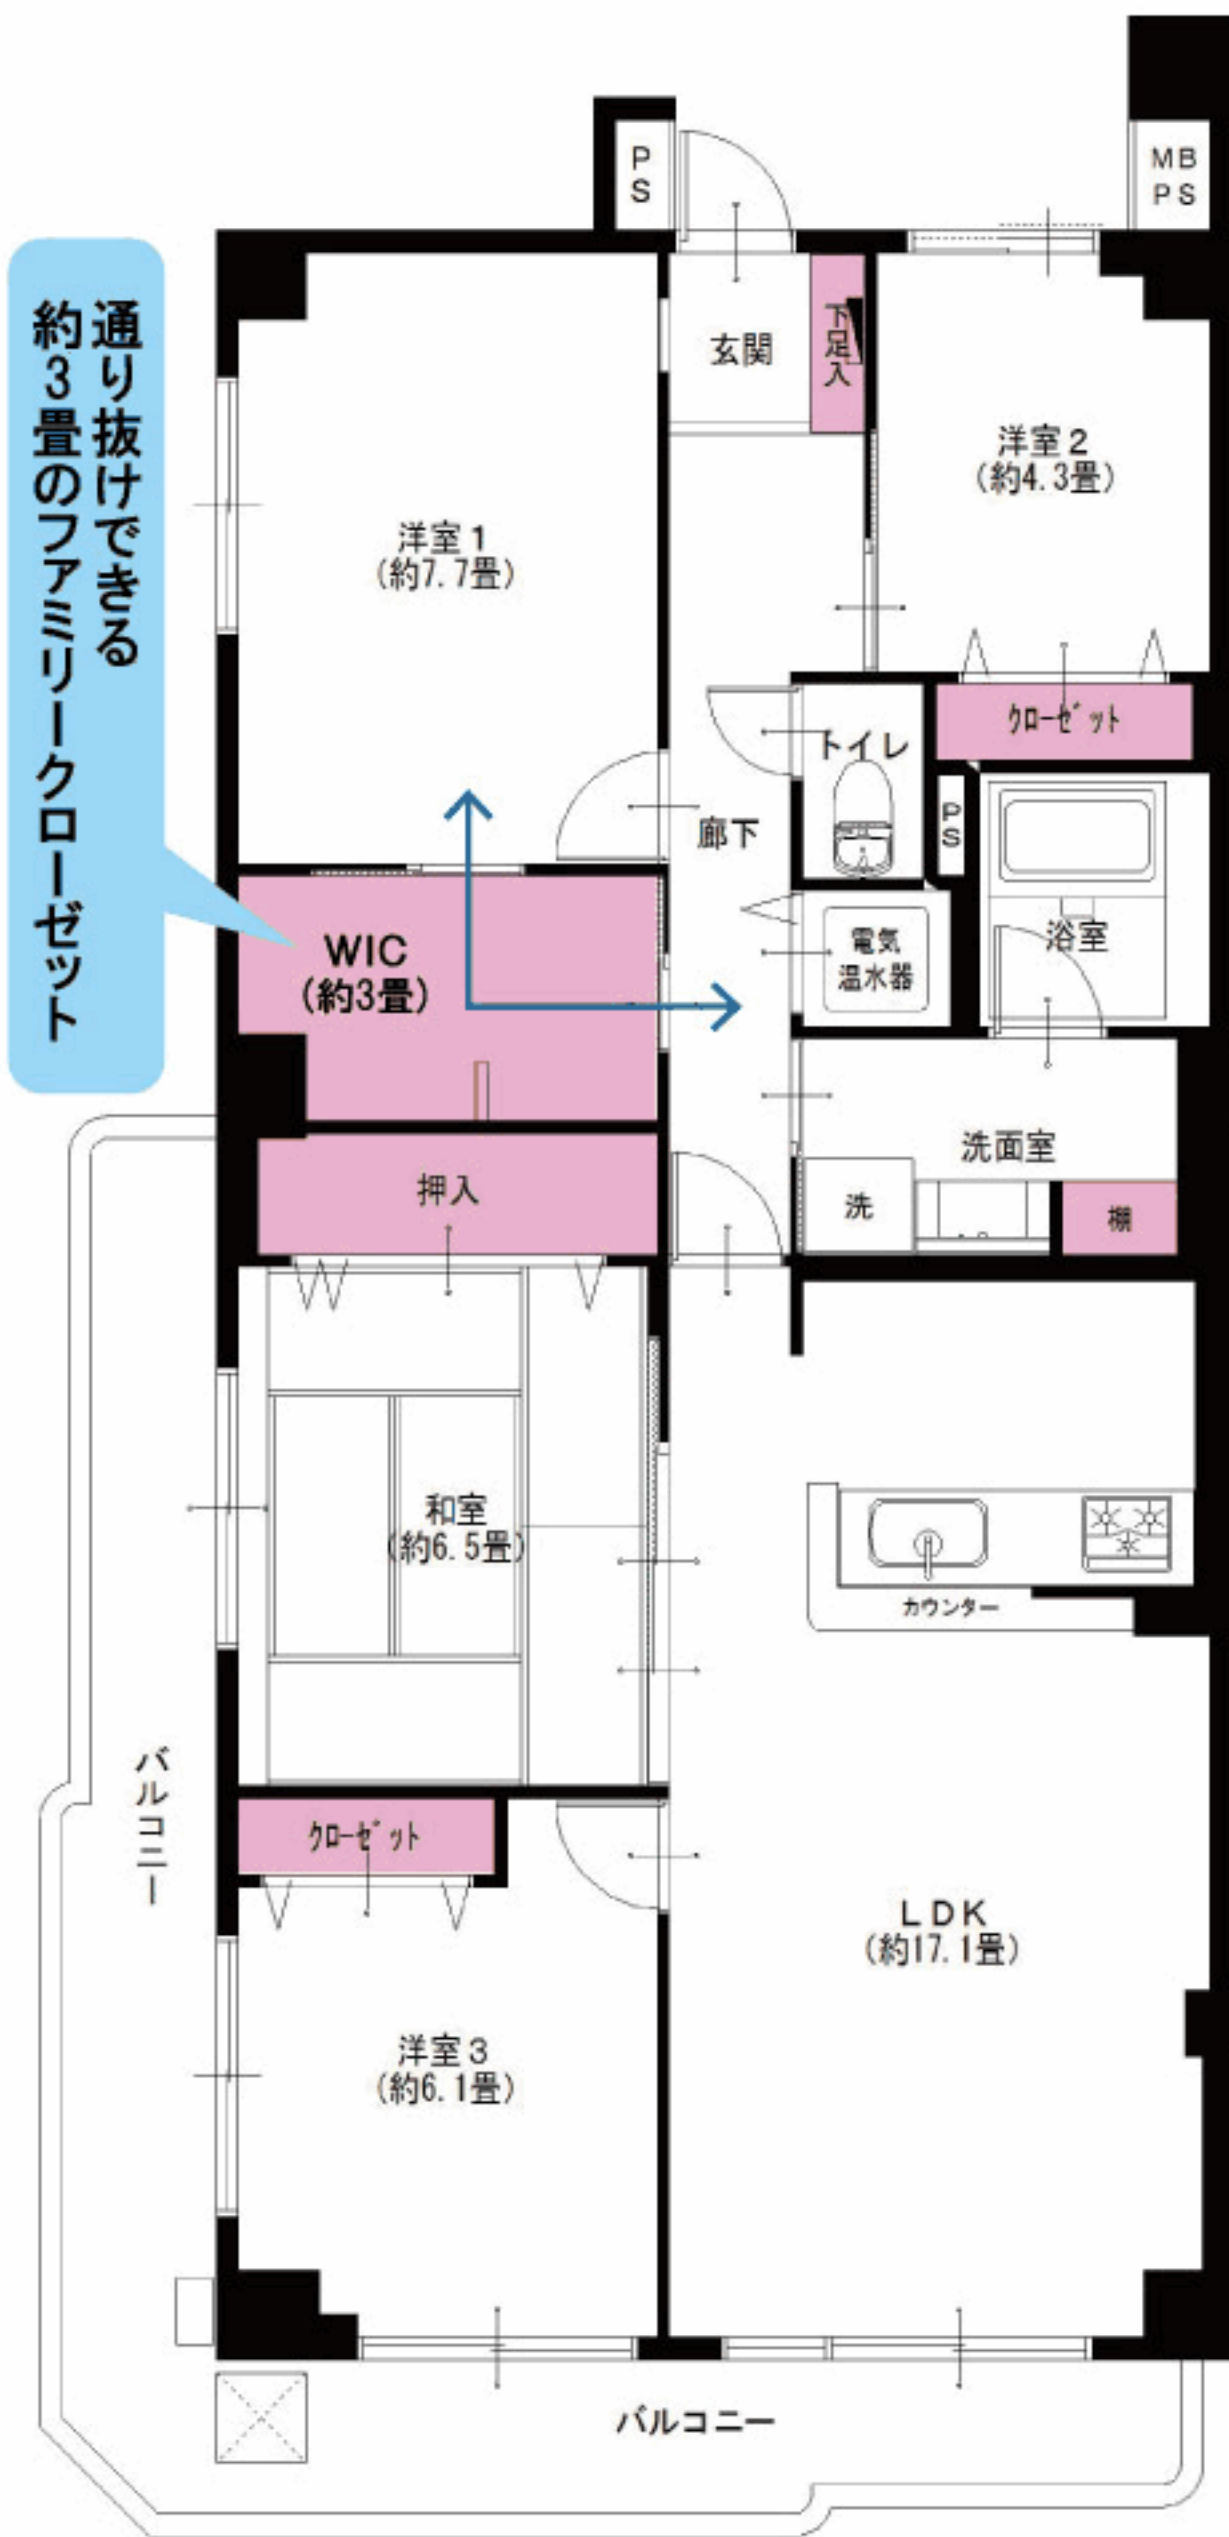 PS
MB
PS
通り抜けできる
約3畳のファミリークローゼット
玄関
下足入
洋室2
(約4.3畳)
洋室1
(約7.7畳)
クローゼット
トイレ
PS
廊下
浴室
電気
温水器
WIC
(約3畳)
洗面室
洗
棚
押入
和室
(約6.5畳)
カウンター
バルコニー
クローゼット
LDK
(約17.1畳)
洋室3
(約6.1畳)
バルコニー